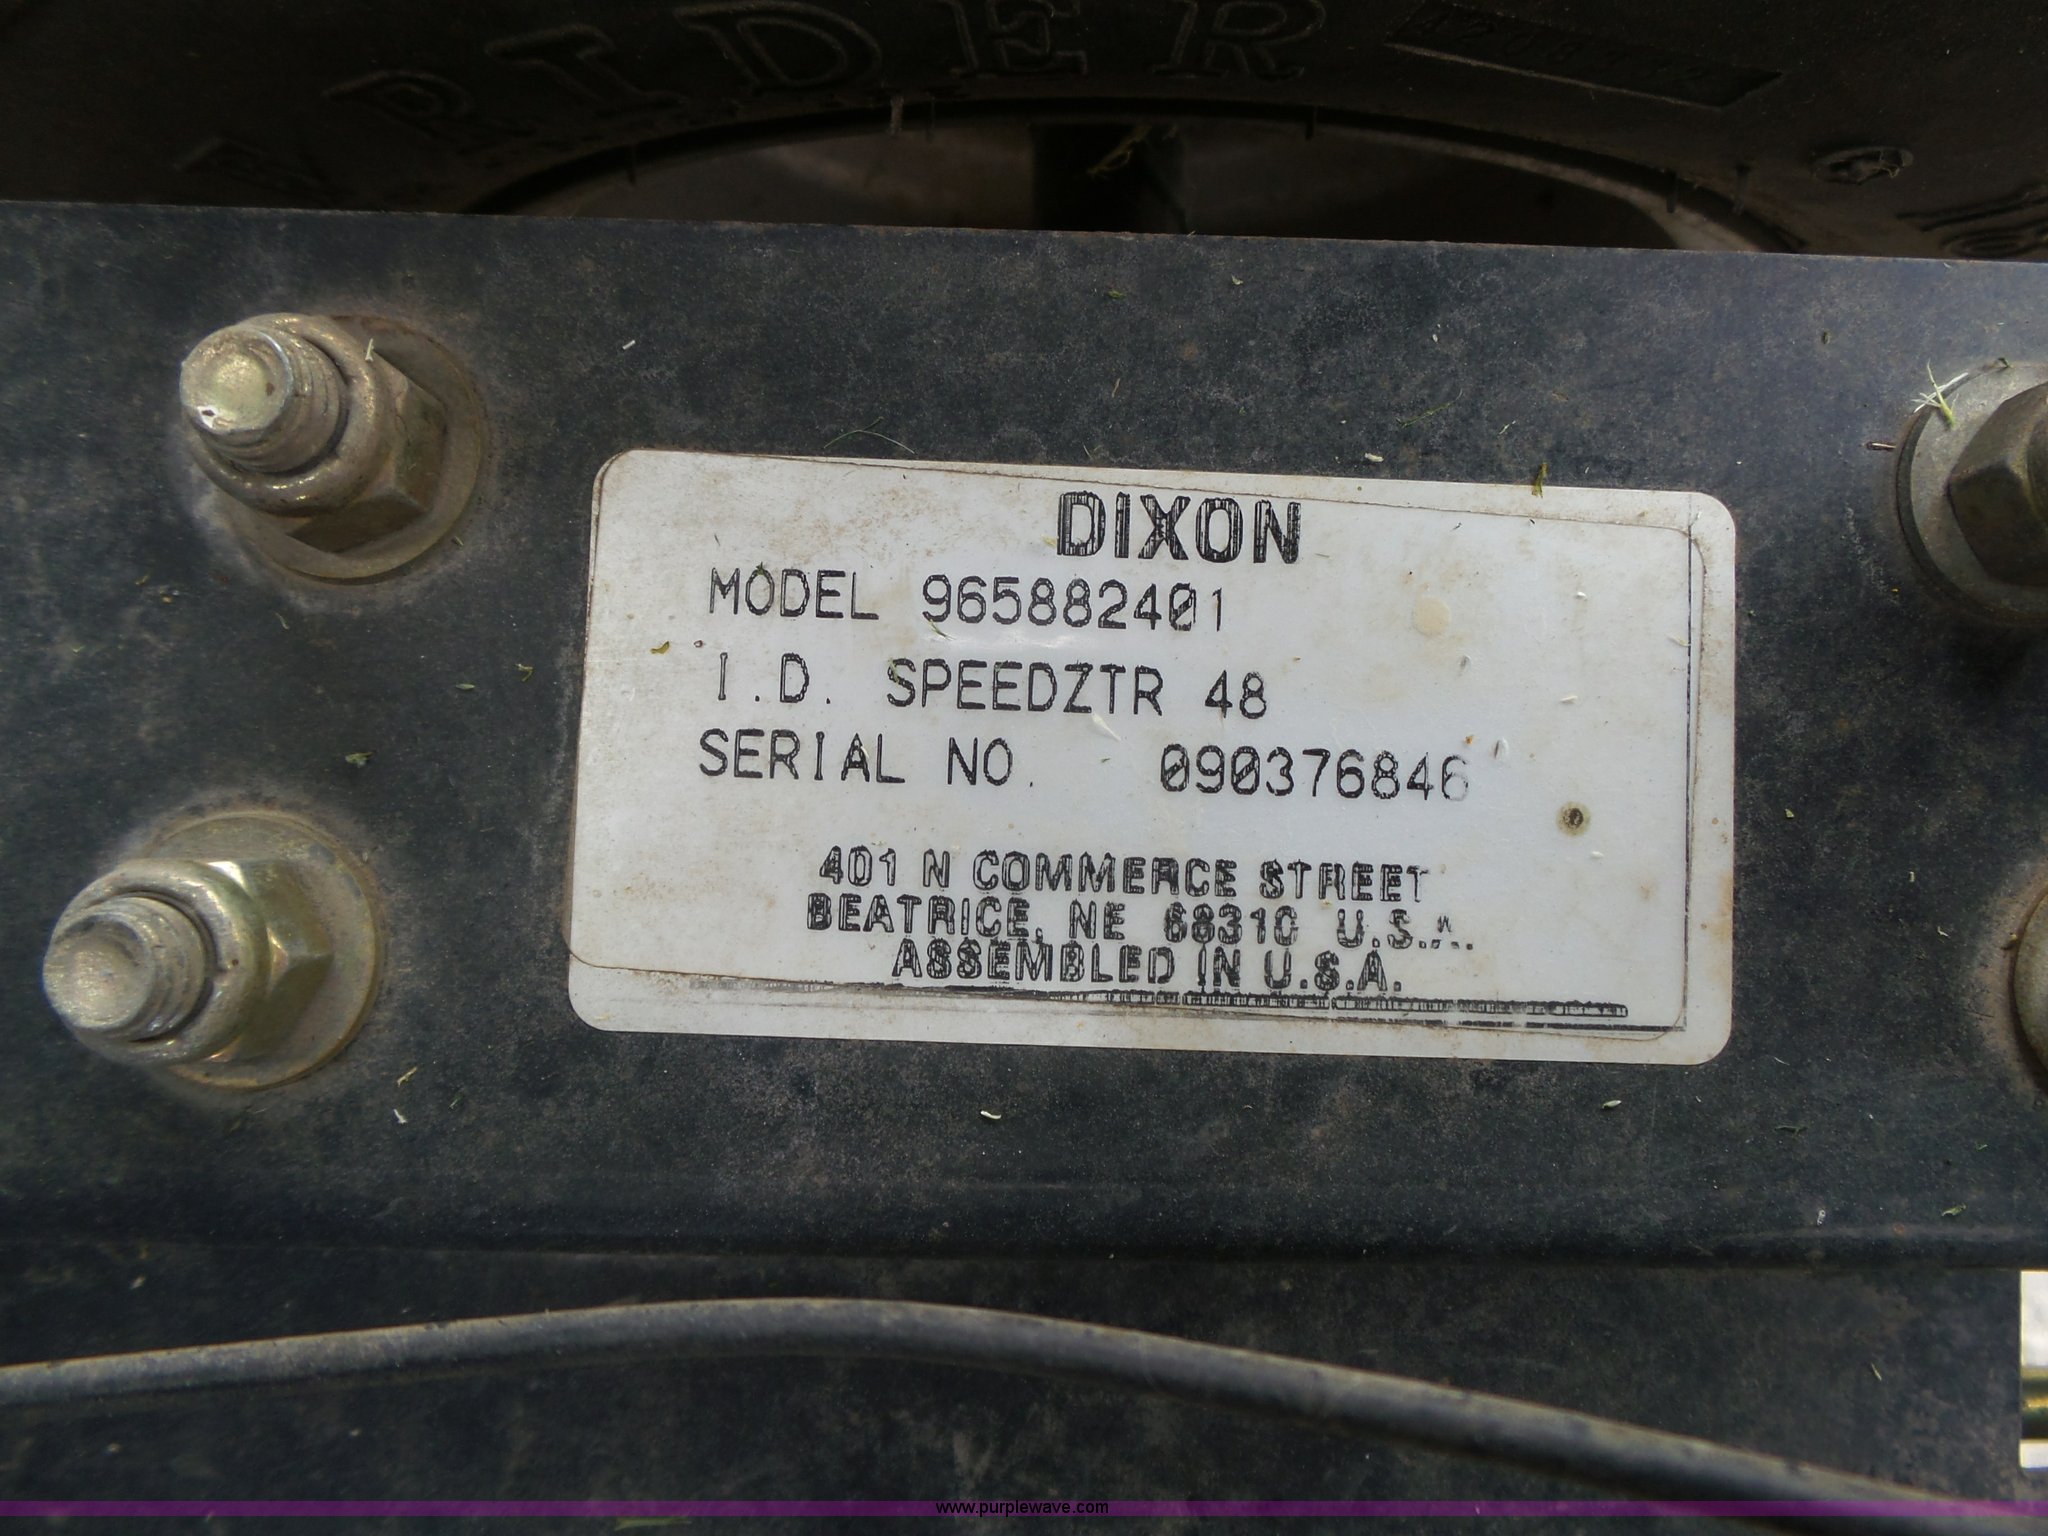 RIDER
DIXON
MODEL 965882401
I.D. SPEEDZTR 48
SERIAL NO. 090376846
401 N COMMERCE STREET
BEATRICE, NE 68310 U.S.A.
ASSEMBLED IN U.S.A.
www.purplewave.com